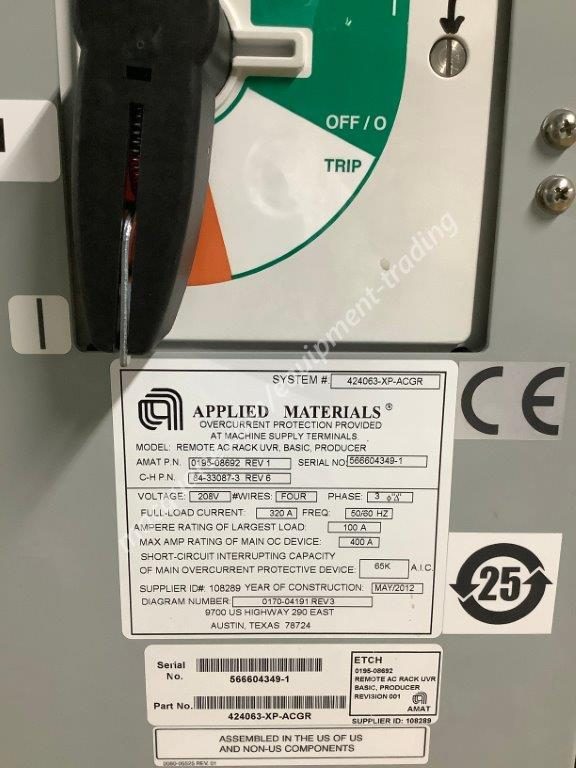 I
OFF / O
TRIP
I
SYSTEM #: 424063-XP-ACGR
APPLIED MATERIALS®
OVERCURRENT PROTECTION PROVIDED
AT MACHINE SUPPLY TERMINALS.
MODEL: REMOTE AC RACK UVR, BASIC, PRODUCER
AMAT P.N. 0195-08692 REV 1 SERIAL NO: 566604349-1
C-H P.N. 84-33087-3 REV 6
VOLTAGE: 208V #WIRES: FOUR PHASE: 3 φ"Y"
FULL-LOAD CURRENT: 320 A FREQ: 50/60 HZ
AMPERE RATING OF LARGEST LOAD: 100 A
MAX AMP RATING OF MAIN OC DEVICE: 400 A
SHORT-CIRCUIT INTERRUPTING CAPACITY
OF MAIN OVERCURRENT PROTECTIVE DEVICE: 65K A.I.C.
SUPPLIER ID#: 108289 YEAR OF CONSTRUCTION: MAY/2012
DIAGRAM NUMBER: 0170-04191 REV 3
9700 US HIGHWAY 290 EAST
AUSTIN, TEXAS 78724
CE
25
Serial No. 566604349-1
Part No. 424063-XP-ACGR
ETCH
0195-08692
REMOTE AC RACK UVR
BASIC, PRODUCER
REVISION 001
AMAT
SUPPLIER ID: 108289
ASSEMBLED IN THE US OF US
AND NON-US COMPONENTS
0060-06525 REV. 01